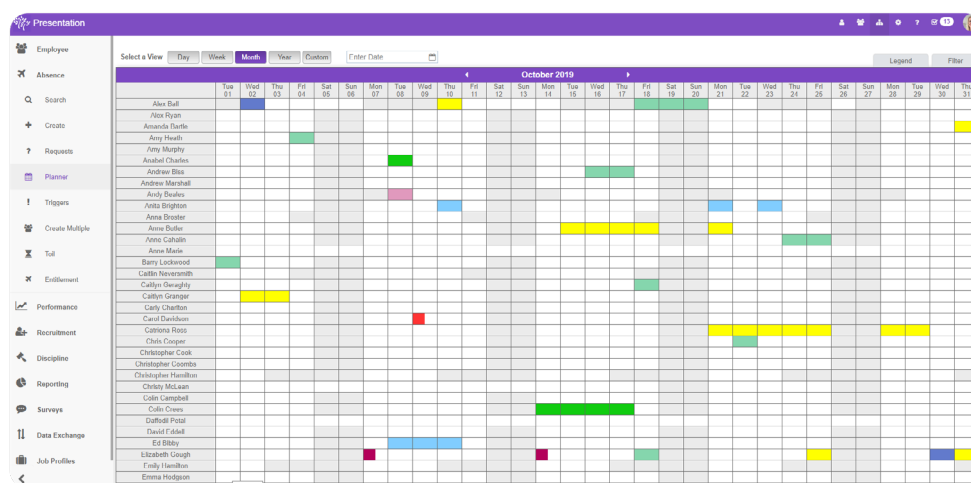 Presentation
?
15
Employee
Absence
Search
Create
? Requests
Planner
! Triggers
Create Multiple
Toil
Entitlement
Performance
Recruitment
Discipline
Reporting
Surveys
Data Exchange
Job Profiles
Select a View Day Week Month Year Custom Enter Date
Legend Filter
October 2019
Tue Wed Thu Fri Sat Sun Mon Tue Wed Thu Fri Sat Sun Mon Tue Wed Thu Fri Sat Sun Mon Tue Wed Thu Fri Sat Sun Mon Tue Wed Thu
01 02 03 04 05 06 07 08 09 10 11 12 13 14 15 16 17 18 19 20 21 22 23 24 25 26 27 28 29 30 31
Alex Ball
Alex Ryan
Amanda Bartle
Amy Heath
Amy Murphy
Anabel Charles
Andrew Bliss
Andrew Marshall
Andy Beales
Anita Brighton
Anna Broster
Anne Butler
Anne Cahalin
Anne Marie
Barry Lockwood
Caitlin Neversmith
Caitlyn Geraghty
Caitlyn Granger
Carly Charlton
Carol Davidson
Catriona Ross
Chris Cooper
Christopher Cook
Christopher Coombs
Christopher Hamilton
Christy McLean
Colin Campbell
Colin Crees
Daffodil Potal
David Eddell
Ed Bibby
Elizabeth Gough
Emily Hamilton
Emma Hodgson